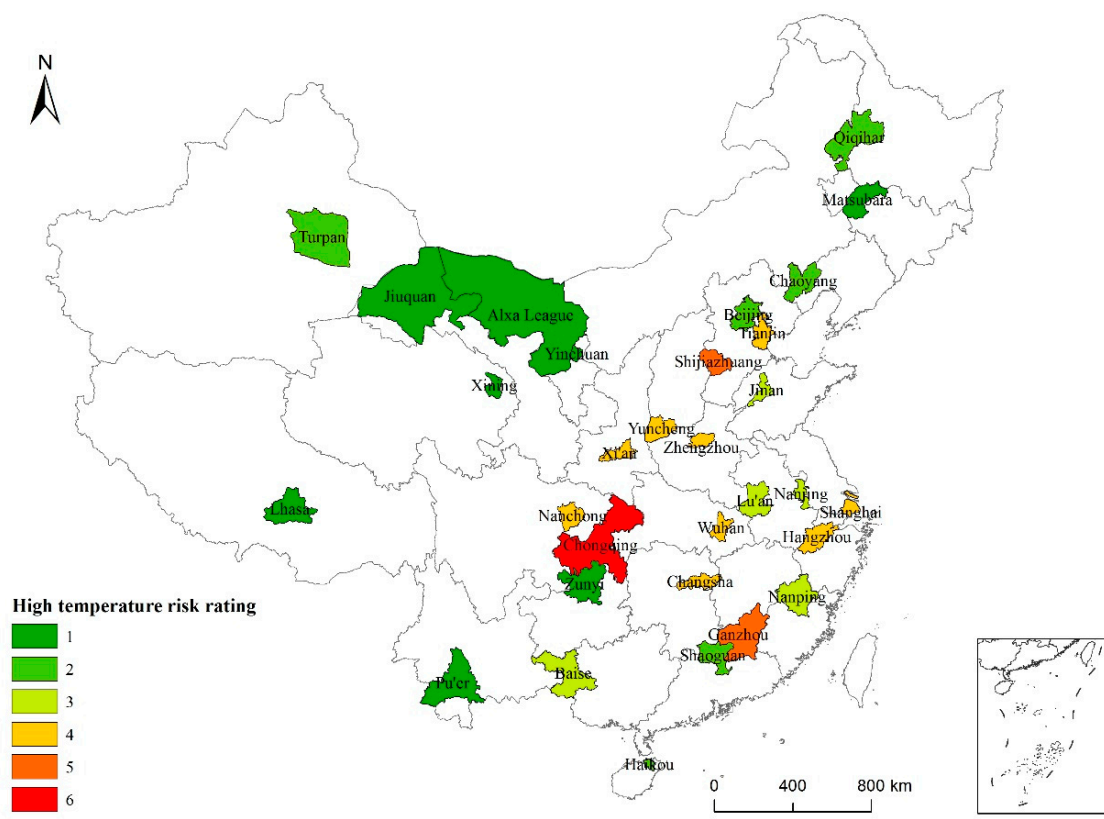 N
Qiqihar
Matsubara
Turpan
Chaoyang
Jiuquan
Alxa League
Beijing
Tianjin
Yinchuan
Shijiazhuang
Xining
Jinan
Yuncheng
Zhengzhou
Xi'an
Lhasa
Lu'an
Nanjing
Nanchong
Shanghai
Wuhan
Hangzhou
Chongqing
Zunyi
Changsha
Nanping
High temperature risk rating
1
2
3
4
5
6
Ganzhou
Shaoguan
Baise
Pu'er
Haikou
0 400 800 km